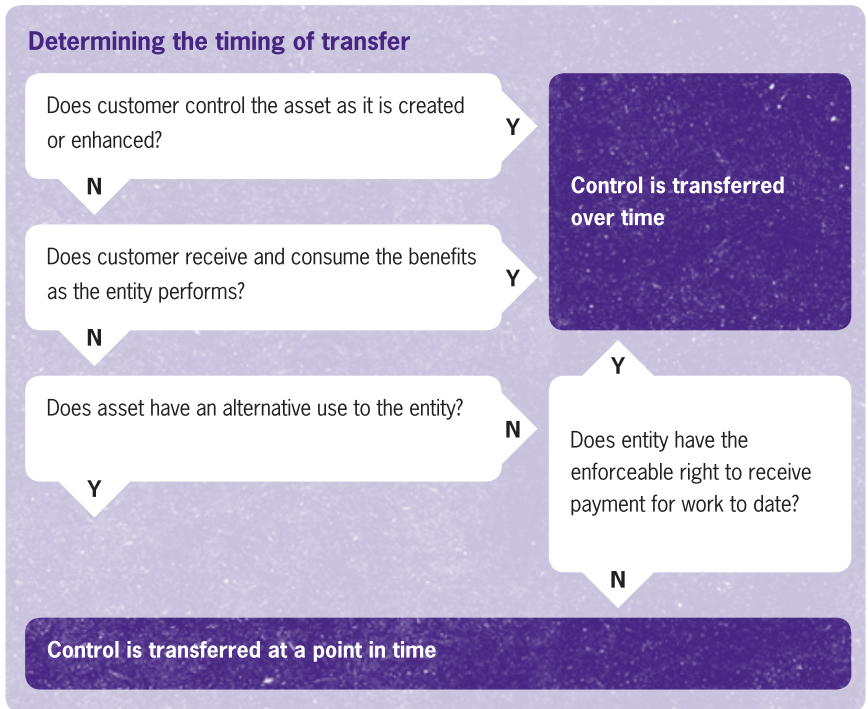 Determining the timing of transfer
Does customer control the asset as it is created
or enhanced?
Y
N
Control is transferred
over time
Does customer receive and consume the benefits
as the entity performs?
Y
N
Does asset have an alternative use to the entity?
N
Y
Y
Does entity have the
enforceable right to receive
payment for work to date?
N
Control is transferred at a point in time